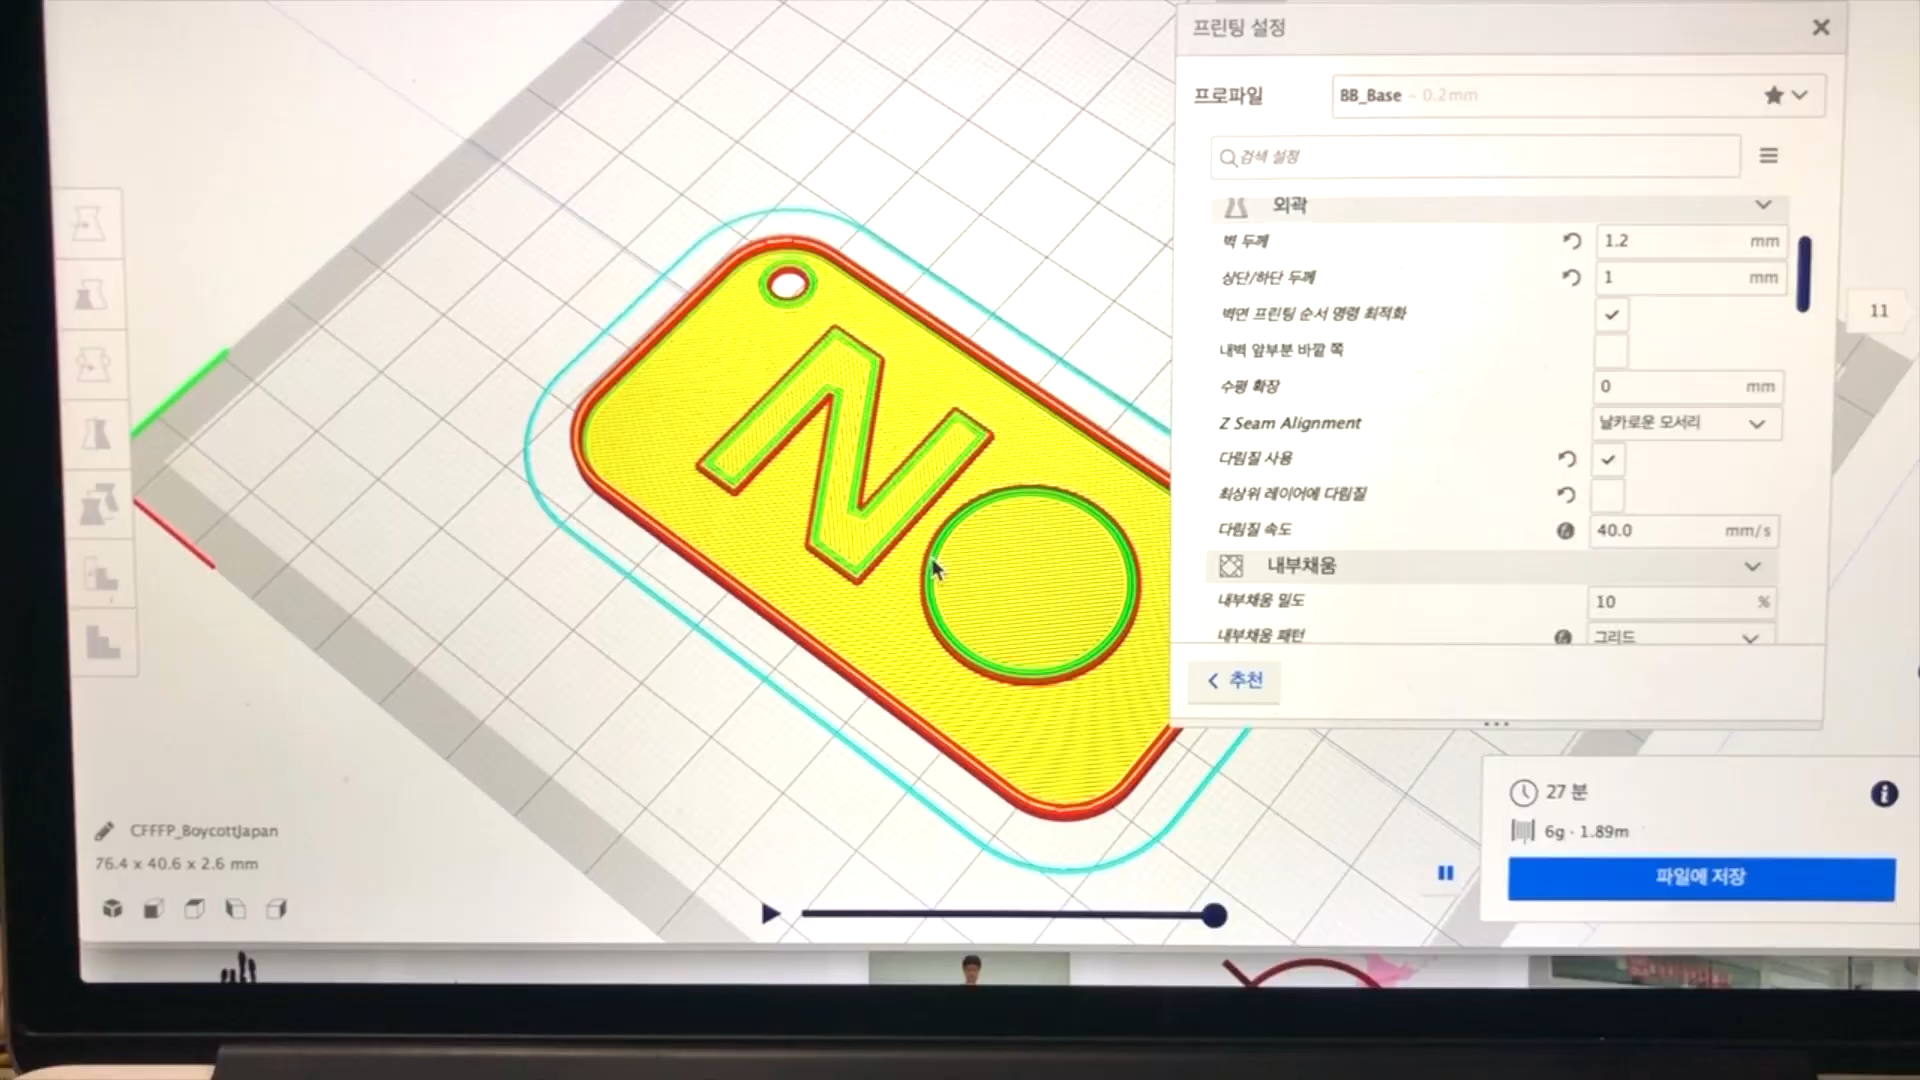 프린팅 설정
프로파일
BB_Base - 0.2mm
검색 설정
외곽
벽 두께
1.2 mm
상단/하단 두께
1 mm
벽면 프린팅 순서 명령 최적화
내벽 앞부분 바깥 쪽
수평 확장
0 mm
Z Seam Alignment
날카로운 모서리
다림질 사용
최상위 레이어에 다림질
다림질 속도
40.0 mm/s
내부채움
내부채움 밀도
10 %
내부채움 패턴
그리드
추천
11
NO
27 분
6g · 1.89m
파일에 저장
CFFFP_BoycottJapan
76.4 x 40.6 x 2.6 mm